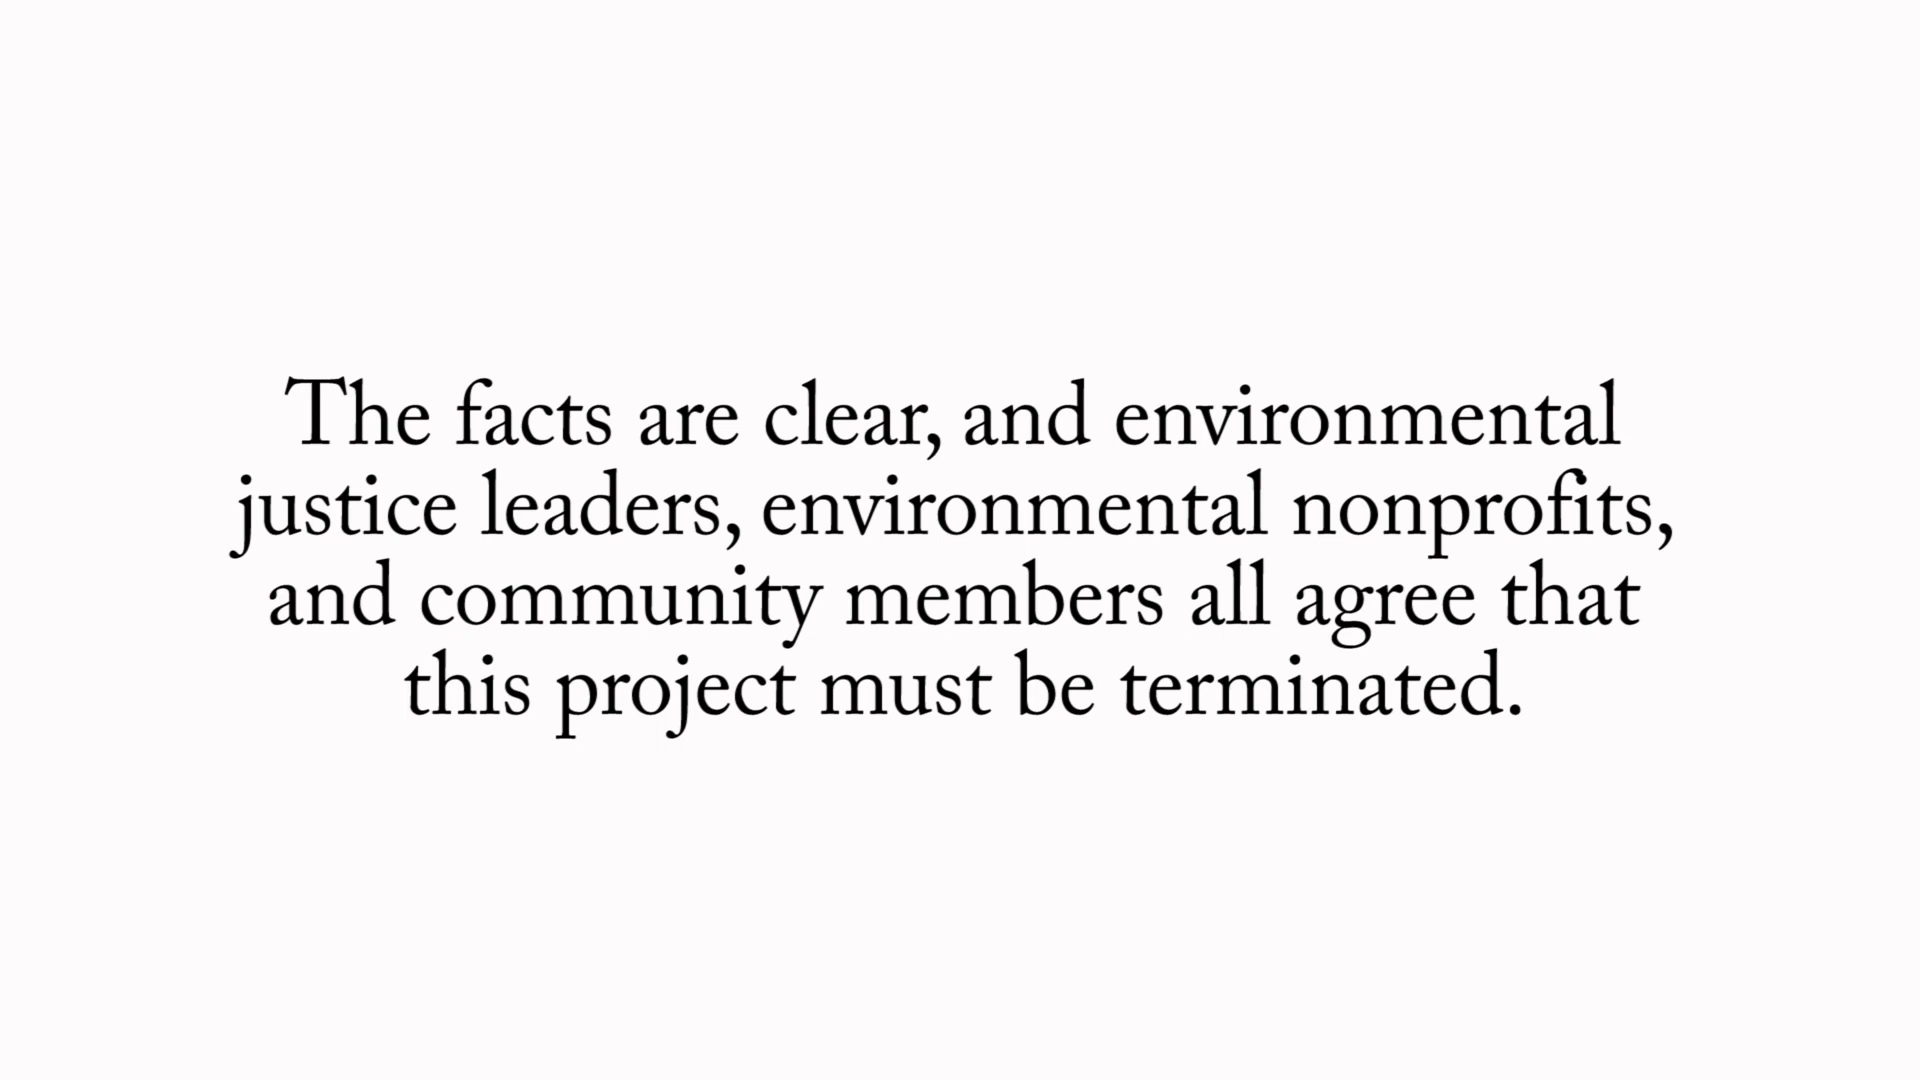 The facts are clear, and environmental
justice leaders, environmental nonprofits,
and community members all agree that
this project must be terminated.